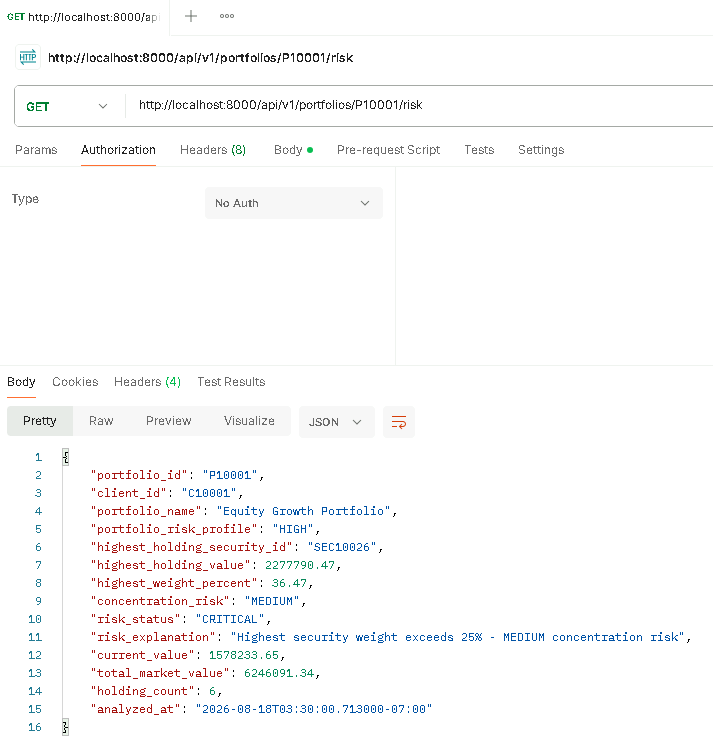 GET http://localhost:8000/api
HTTP http://localhost:8000/api/v1/portfolios/P10001/risk
GET http://localhost:8000/api/v1/portfolios/P10001/risk
Params Authorization Headers (8) Body Pre-request Script Tests Settings
Type No Auth
Body Cookies Headers (4) Test Results
Pretty Raw Preview Visualize JSON
1 {
2 "portfolio_id": "P10001",
3 "client_id": "C10001",
4 "portfolio_name": "Equity Growth Portfolio",
5 "portfolio_risk_profile": "HIGH",
6 "highest_holding_security_id": "SEC10026",
7 "highest_holding_value": 2277790.47,
8 "highest_weight_percent": 36.47,
9 "concentration_risk": "MEDIUM",
10 "risk_status": "CRITICAL",
11 "risk_explanation": "Highest security weight exceeds 25% - MEDIUM concentration risk",
12 "current_value": 1578233.65,
13 "total_market_value": 6246091.34,
14 "holding_count": 6,
15 "analyzed_at": "2026-08-18T03:30:00.713000-07:00"
16 }